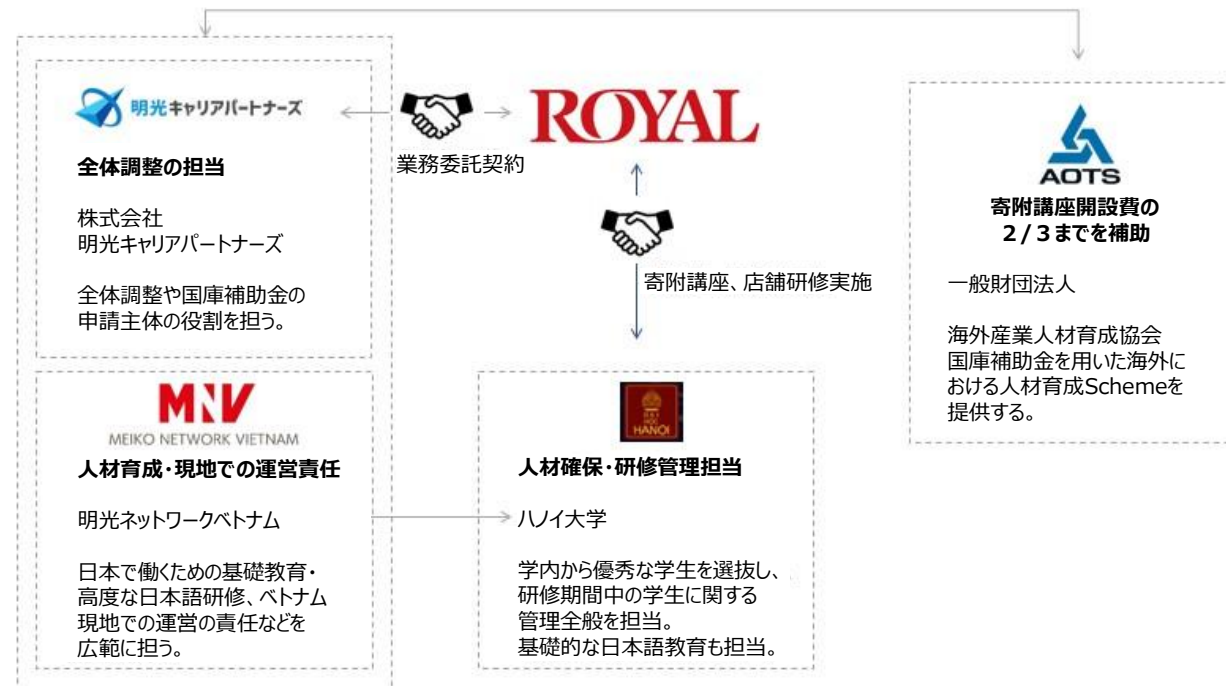 明光キャリアパートナーズ
全体調整の担当
株式会社
明光キャリアパートナーズ
全体調整や国庫補助金の
申請主体の役割を担う。
業務委託契約
ROYAL
寄附講座、店舗研修実施
AOTS
寄附講座開設費の
2/3までを補助
一般財団法人
海外産業人材育成協会
国庫補助金を用いた海外に
おける人材育成Schemeを
提供する。
MNV
MEIKO NETWORK VIETNAM
人材育成・現地での運営責任
明光ネットワークベトナム
日本で働くための基礎教育・
高度な日本語研修、ベトナム
現地での運営の責任などを
広範に担う。
ĐẠI
HỌC
HANOI
人材確保・研修管理担当
ハノイ大学
学内から優秀な学生を選抜し、
研修期間中の学生に関する
管理全般を担当。
基礎的な日本語教育も担当。